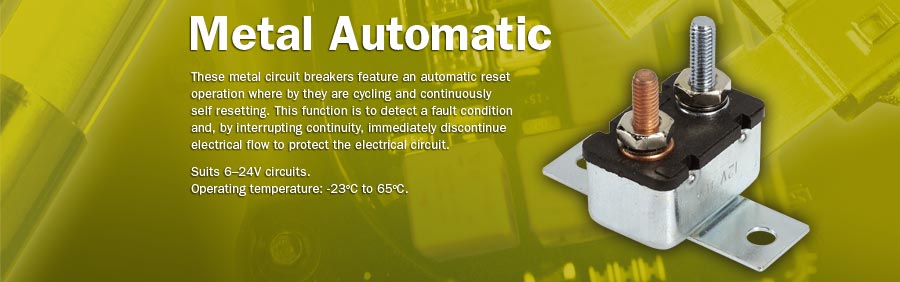 Metal Automatic
These metal circuit breakers feature an automatic reset
operation where by they are cycling and continuously
self resetting. This function is to detect a fault condition
and, by interrupting continuity, immediately discontinue
electrical flow to protect the electrical circuit.
Suits 6–24V circuits.
Operating temperature: -23ºC to 65ºC.